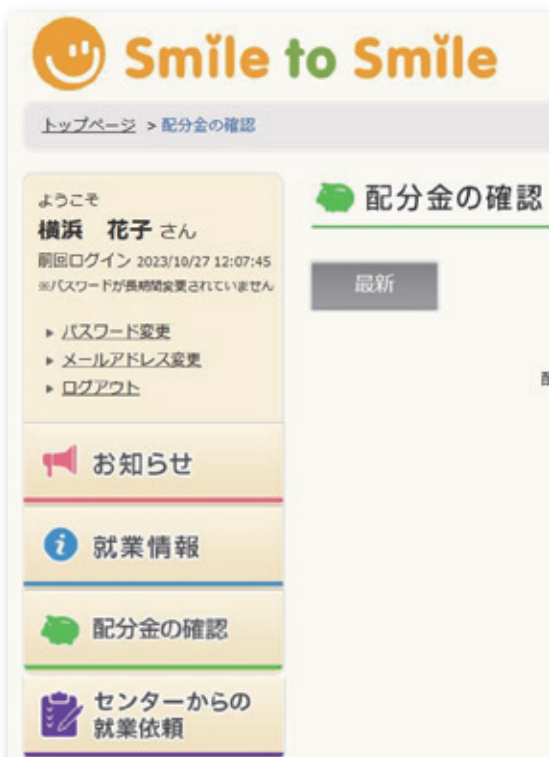 Smile to Smile
トップページ > 配分金の確認
ようこそ
横浜 花子 さん
前回ログイン 2023/10/27 12:07:45
※パスワードが長期間変更されていません
パスワード変更
メールアドレス変更
ログアウト
お知らせ
就業情報
配分金の確認
センターからの
就業依頼
配分金の確認
最新